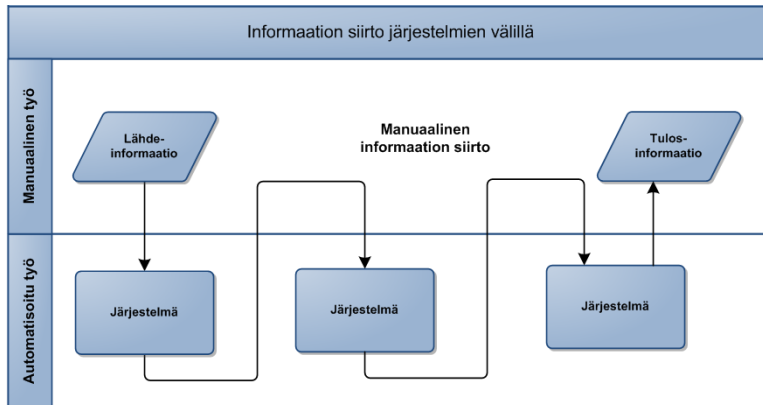 Informaation siirto järjestelmien välillä
Manuaalinen työ
Lähde-
informaatio
Manuaalinen
informaation siirto
Tulos-
informaatio
Automatisoitu työ
Järjestelmä
Järjestelmä
Järjestelmä